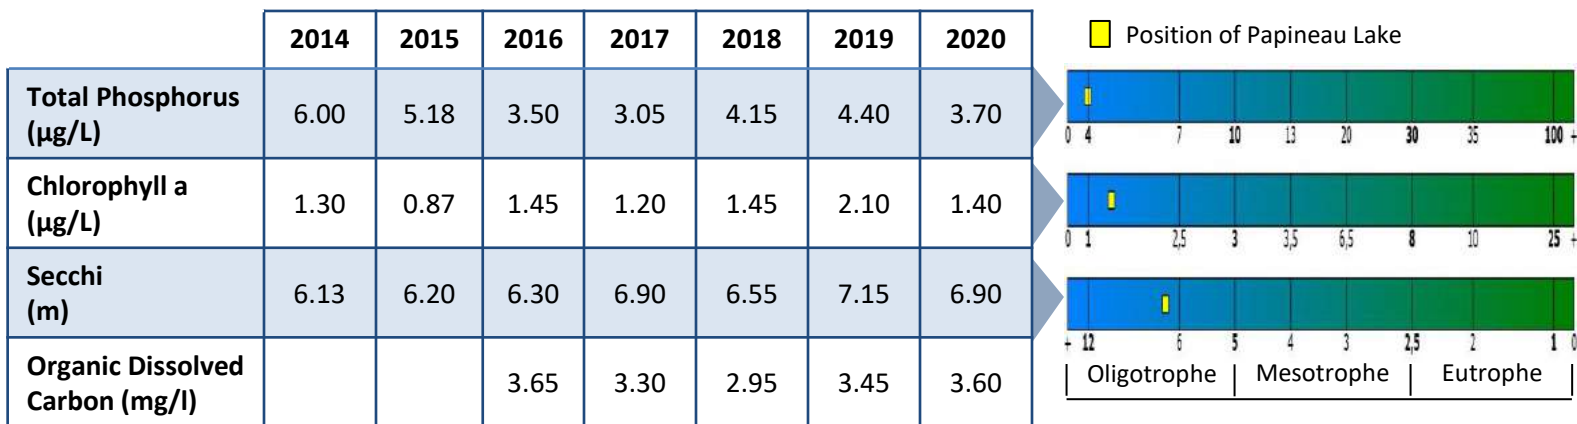 2014 2015 2016 2017 2018 2019 2020
Total Phosphorus
(µg/L) 6.00 5.18 3.50 3.05 4.15 4.40 3.70
Chlorophyll a
(µg/L) 1.30 0.87 1.45 1.20 1.45 2.10 1.40
Secchi
(m) 6.13 6.20 6.30 6.90 6.55 7.15 6.90
Organic Dissolved
Carbon (mg/l) 3.65 3.30 2.95 3.45 3.60
Position of Papineau Lake
0 4 7 10 13 20 30 35 100 +
0 1 2,5 3 3,5 6,5 8 10 25 +
+ 12 6 5 4 3 2,5 2 1 0
Oligotrophe Mesotrophe Eutrophe